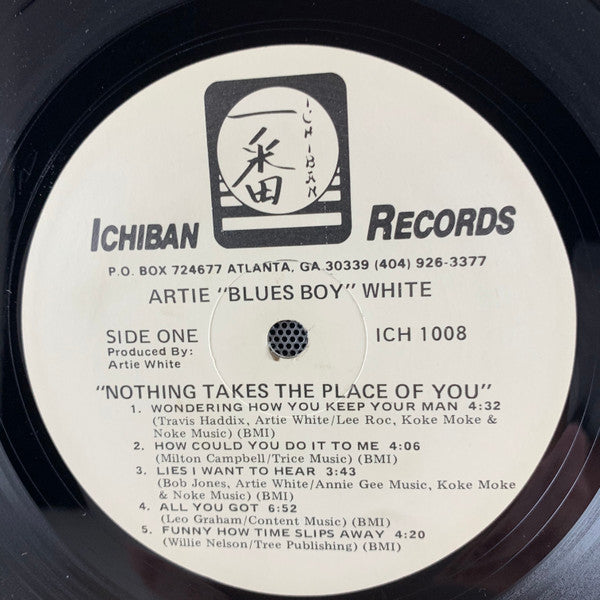 一番
ICHIBAN
ICHIBAN RECORDS
P.O. BOX 724677 ATLANTA, GA 30339 (404) 926-3377
ARTIE "BLUES BOY" WHITE
SIDE ONE ICH 1008
Produced By:
Artie White
"NOTHING TAKES THE PLACE OF YOU"
1. WONDERING HOW YOU KEEP YOUR MAN 4:32
(Travis Haddix, Artie White/Lee Roc, Koke Moke &
Noke Music) (BMI)
2. HOW COULD YOU DO IT TO ME 4:06
(Milton Campbell/Trice Music) (BMI)
3. LIES I WANT TO HEAR 3:43
(Bob Jones, Artie White/Annie Gee Music, Koke Moke
& Noke Music) (BMI)
4. ALL YOU GOT 6:52
(Leo Graham/Content Music) (BMI)
5. FUNNY HOW TIME SLIPS AWAY 4:20
(Willie Nelson/Tree Publishing) (BMI)